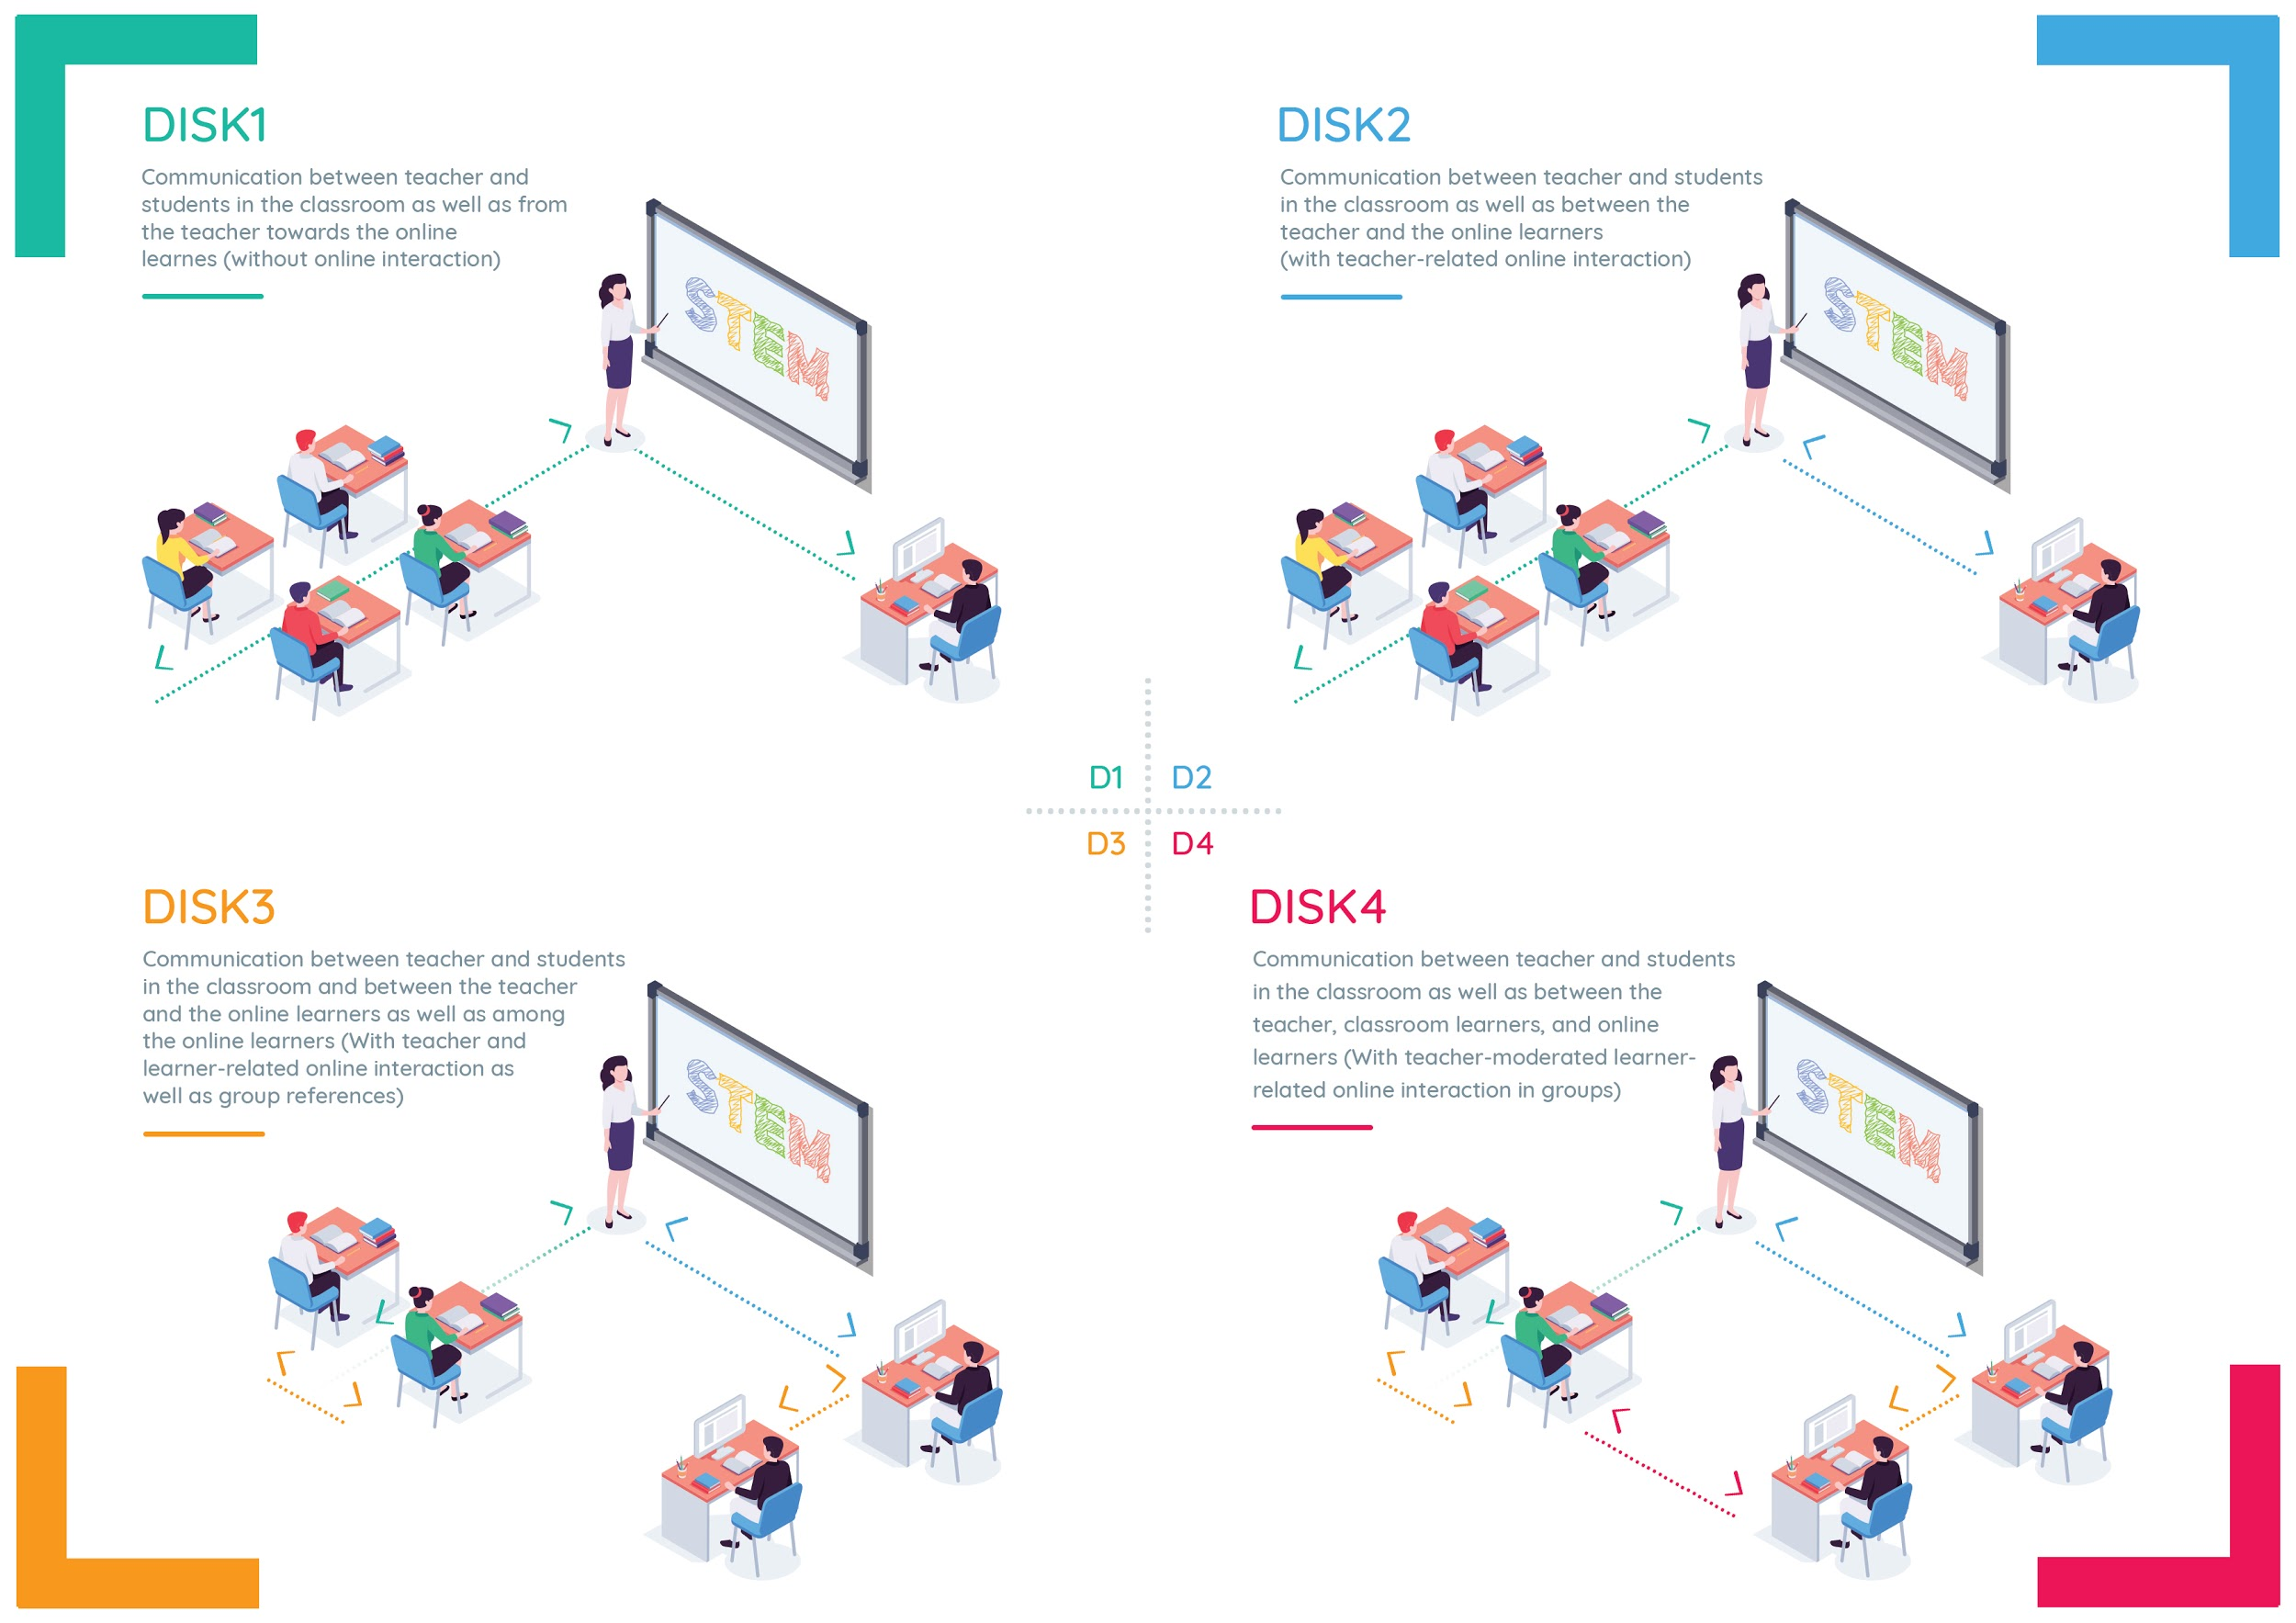 DISK1
Communication between teacher and
students in the classroom as well as from
the teacher towards the online
learnes (without online interaction)
STEM
DISK2
Communication between teacher and students
in the classroom as well as between the
teacher and the online learners
(with teacher-related online interaction)
STEM
D1
D2
D3
D4
DISK3
Communication between teacher and students
in the classroom and between the teacher
and the online learners as well as among
the online learners (With teacher and
learner-related online interaction as
well as group references)
STEM
DISK4
Communication between teacher and students
in the classroom as well as between the
teacher, classroom learners, and online
learners (With teacher-moderated learner-
related online interaction in groups)
STEM